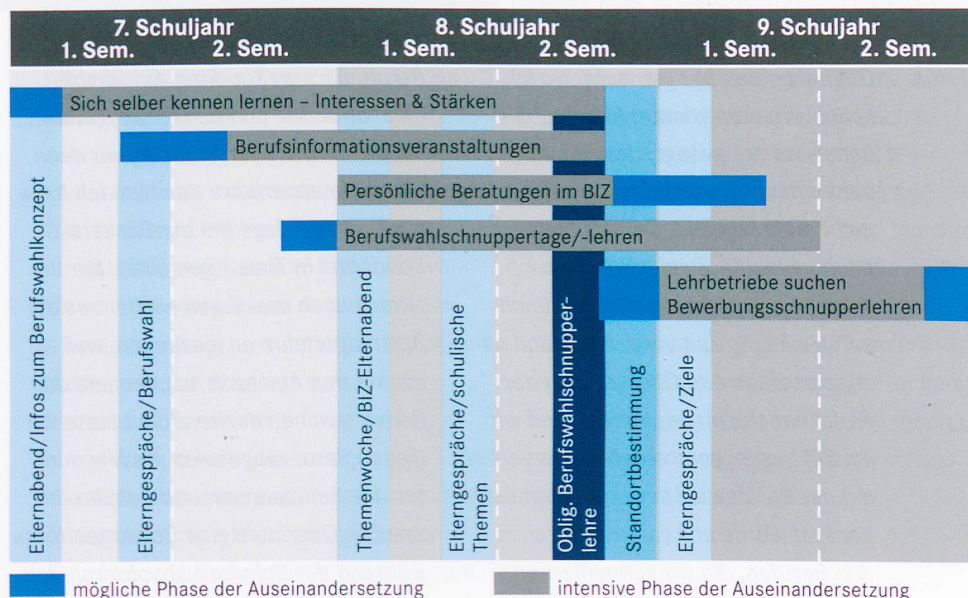 7. Schuljahr
8. Schuljahr
9. Schuljahr
1. Sem.
2. Sem.
1. Sem.
2. Sem.
1. Sem.
2. Sem.
Sich selber kennen lernen – Interessen & Stärken
Berufsinformationsveranstaltungen
Persönliche Beratungen im BIZ
Berufswahlschnuppertage/-lehren
Lehrbetriebe suchen
Bewerbungsschnupperlehren
Elternabend/Infos zum Berufswahlkonzept
Elterngespräche/Berufswahl
Themenwoche/BIZ-Elternabend
Elterngespräche/schulische
Themen
Oblig. Berufswahlschnupper-
lehre
Standortbestimmung
Elterngespräche//Ziele
mögliche Phase der Auseinandersetzung
intensive Phase der Auseinandersetzung